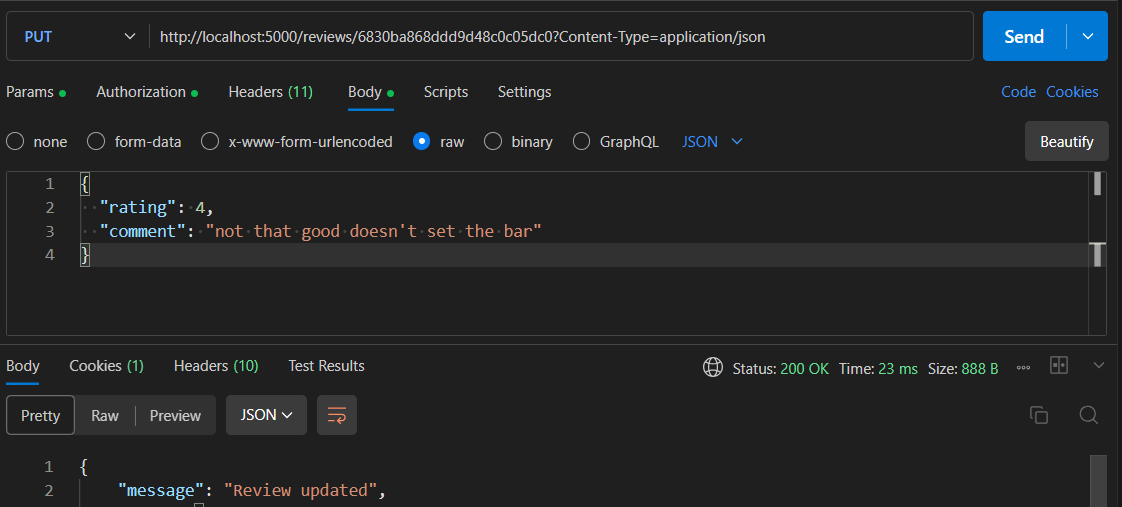 PUT http://localhost:5000/reviews/6830ba868ddd9d48c0c05dc0?Content-Type=application/json Send
Params Authorization Headers (11) Body Scripts Settings Code Cookies
none form-data x-www-form-urlencoded raw binary GraphQL JSON Beautify
1 {
2 "rating": 4,
3 "comment": "not that good doesn't set the bar"
4 }
Body Cookies (1) Headers (10) Test Results Status: 200 OK Time: 23 ms Size: 888 B
Pretty Raw Preview JSON
1 {
2 "message": "Review updated",